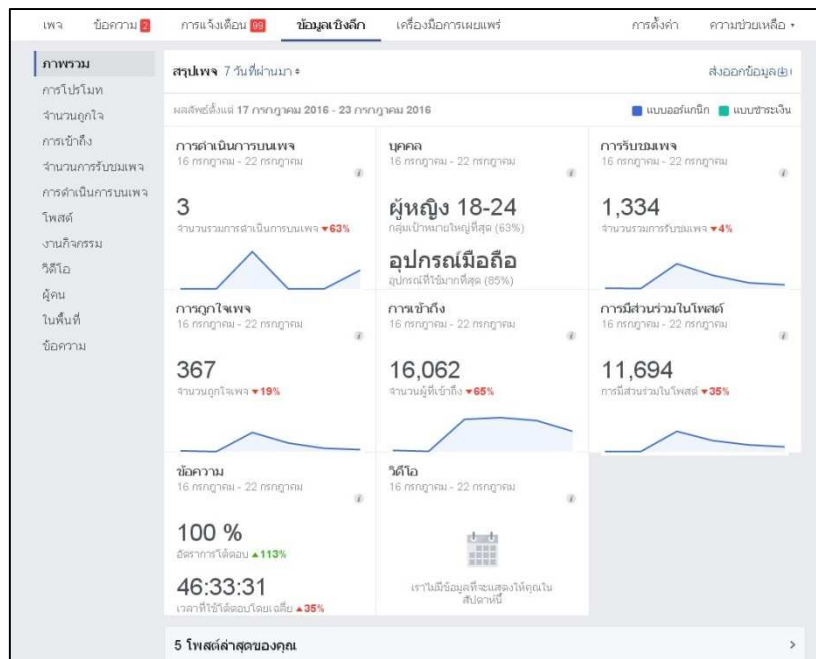 เพจ ข้อความ 2 การแจ้งเตือน 99 ข้อมูลเชิงลึก เครื่องมือการเผยแพร่ การตั้งค่า ความช่วยเหลือ
ภาพรวม
การโปรโมท
จำนวนถูกใจ
การเข้าถึง
จำนวนการรับชมเพจ
การดำเนินการบนเพจ
โพสต์
งานกิจกรรม
วิดีโอ
ผู้คน
ในพื้นที่
ข้อความ
สรุปเพจ 7 วันที่ผ่านมา ส่งออกข้อมูล
ผลลัพธ์ตั้งแต่ 17 กรกฎาคม 2016 - 23 กรกฎาคม 2016 แบบออร์แกนิก แบบชำระเงิน
การดำเนินการบนเพจ
16 กรกฎาคม - 22 กรกฎาคม
3
จำนวนรวมการดำเนินการบนเพจ ▼63%
บุคคล
16 กรกฎาคม - 22 กรกฎาคม
ผู้หญิง 18-24
กลุ่มเป้าหมายใหญ่ที่สุด (63%)
อุปกรณ์มือถือ
อุปกรณ์ที่ใช้มากที่สุด (85%)
การรับชมเพจ
16 กรกฎาคม - 22 กรกฎาคม
1,334
จำนวนรวมการรับชมเพจ ▼4%
การถูกใจเพจ
16 กรกฎาคม - 22 กรกฎาคม
367
จำนวนถูกใจเพจ ▼19%
การเข้าถึง
16 กรกฎาคม - 22 กรกฎาคม
16,062
จำนวนผู้ที่เข้าถึง ▼65%
การมีส่วนร่วมในโพสต์
16 กรกฎาคม - 22 กรกฎาคม
11,694
การมีส่วนร่วมในโพสต์ ▼35%
ข้อความ
16 กรกฎาคม - 22 กรกฎาคม
100 %
อัตราการโต้ตอบ ▲113%
46:33:31
เวลาที่ใช้โต้ตอบโดยเฉลี่ย ▲35%
วิดีโอ
16 กรกฎาคม - 22 กรกฎาคม
เราไม่มีข้อมูลที่จะแสดงให้คุณใน
สัปดาห์นี้
5 โพสต์ล่าสุดของคุณ